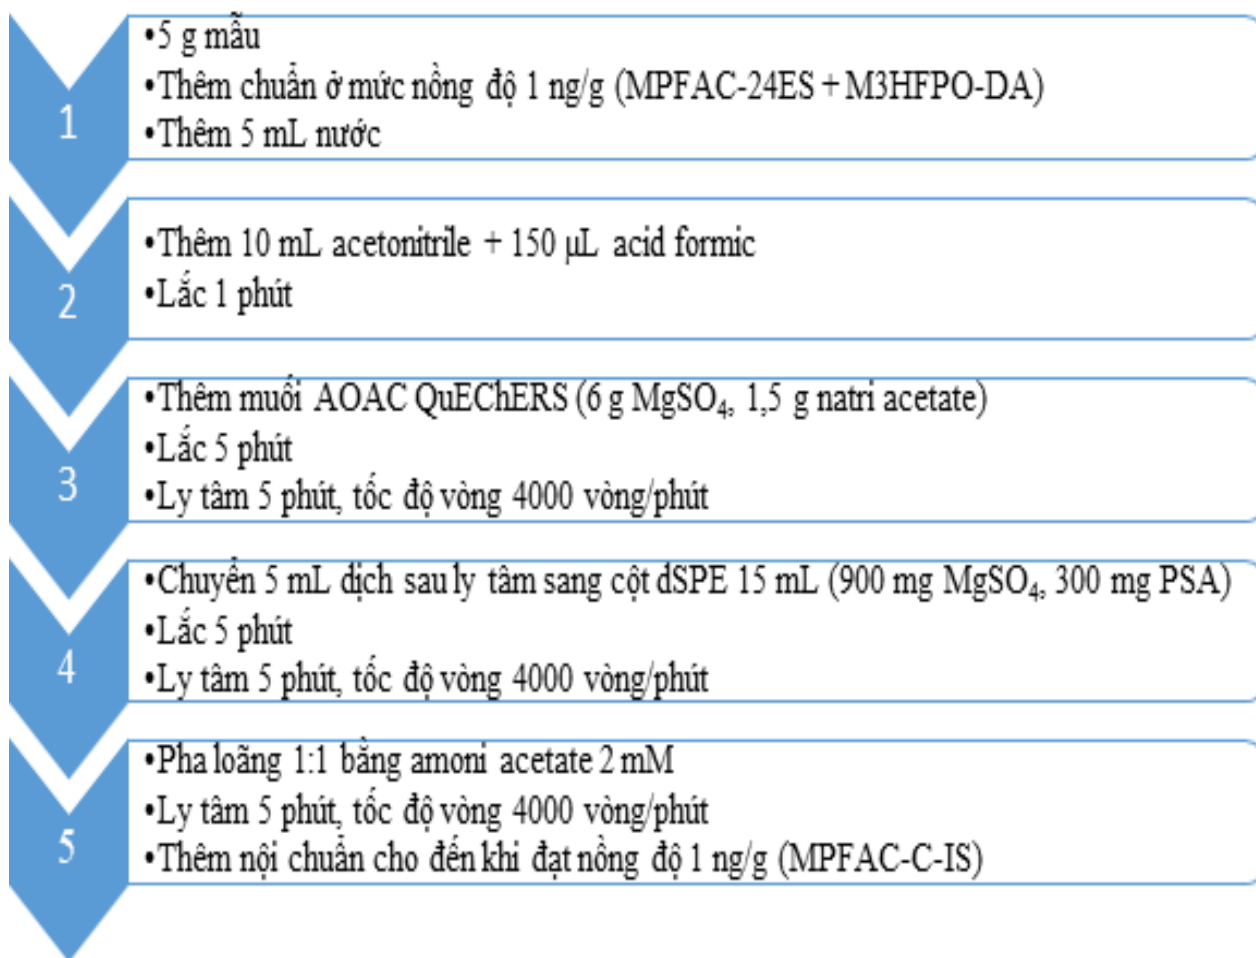 1
•5 g mẫu
•Thêm chuẩn ở mức nồng độ 1 ng/g (MPFAC-24ES + M3HFPO-DA)
•Thêm 5 mL nước
2
•Thêm 10 mL acetonitrile + 150 µL acid formic
•Lắc 1 phút
3
•Thêm muối AOAC QuEChERS (6 g MgSO₄, 1,5 g natri acetate)
•Lắc 5 phút
•Ly tâm 5 phút, tốc độ vòng 4000 vòng/phút
4
•Chuyển 5 mL dịch sau ly tâm sang cột dSPE 15 mL (900 mg MgSO₄, 300 mg PSA)
•Lắc 5 phút
•Ly tâm 5 phút, tốc độ vòng 4000 vòng/phút
5
•Pha loãng 1:1 bằng amoni acetate 2 mM
•Ly tâm 5 phút, tốc độ vòng 4000 vòng/phút
•Thêm nội chuẩn cho đến khi đạt nồng độ 1 ng/g (MPFAC-C-IS)